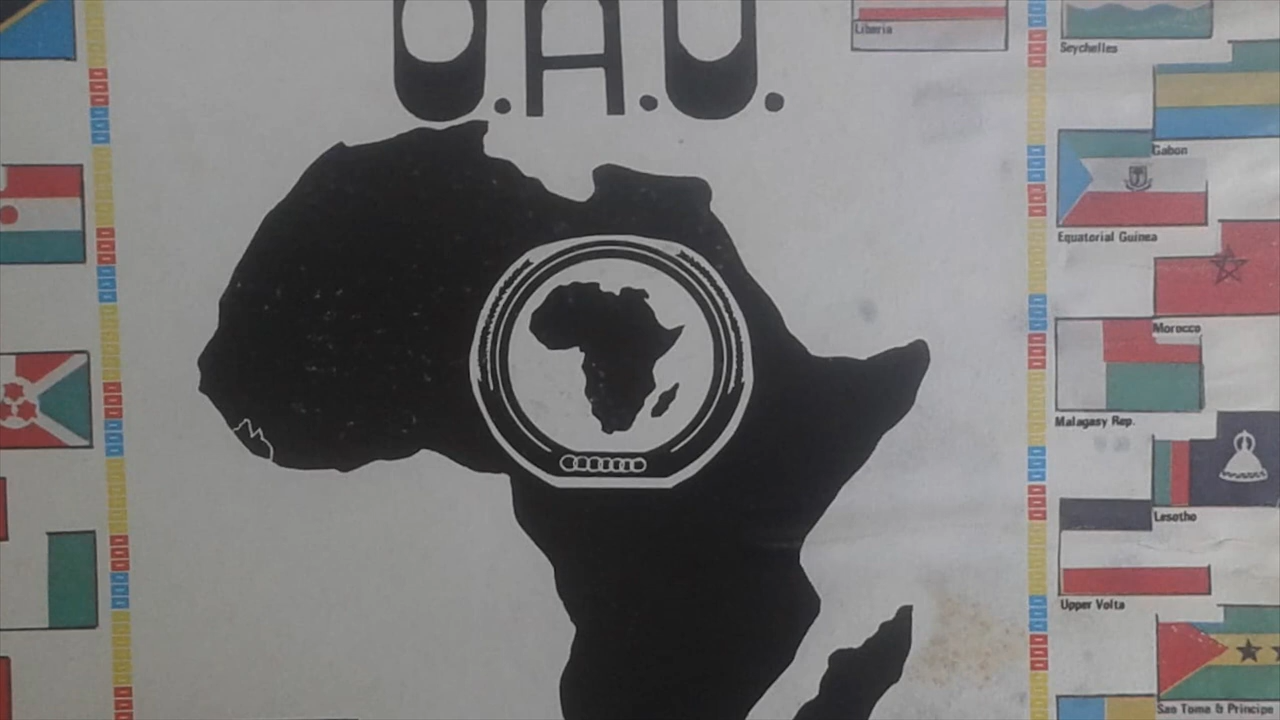 O.A.U.
Liberia
Seychelles
Gabon
Equatorial Guinea
Morocco
Malagasy Rep.
Lesotho
Upper Volta
Sao Tome & Principe